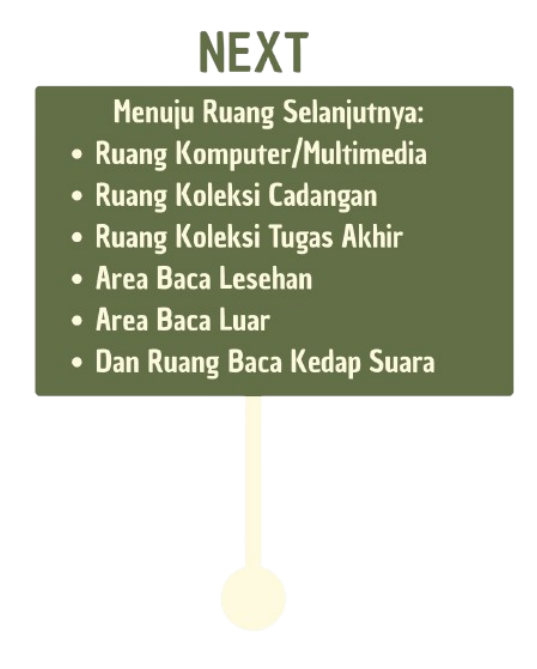 NEXT
Menuju Ruang Selanjutnya:
• Ruang Komputer/Multimedia
• Ruang Koleksi Cadangan
• Ruang Koleksi Tugas Akhir
• Area Baca Lesehan
• Area Baca Luar
• Dan Ruang Baca Kedap Suara